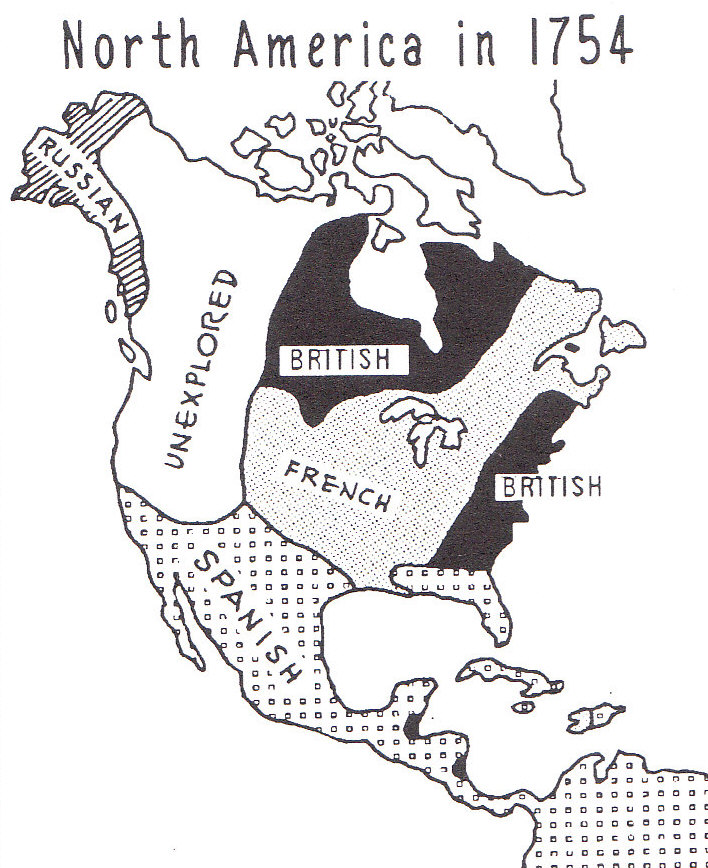 North America in 1754
RUSSIAN
UNEXPLORED
BRITISH
FRENCH
BRITISH
SPANISH